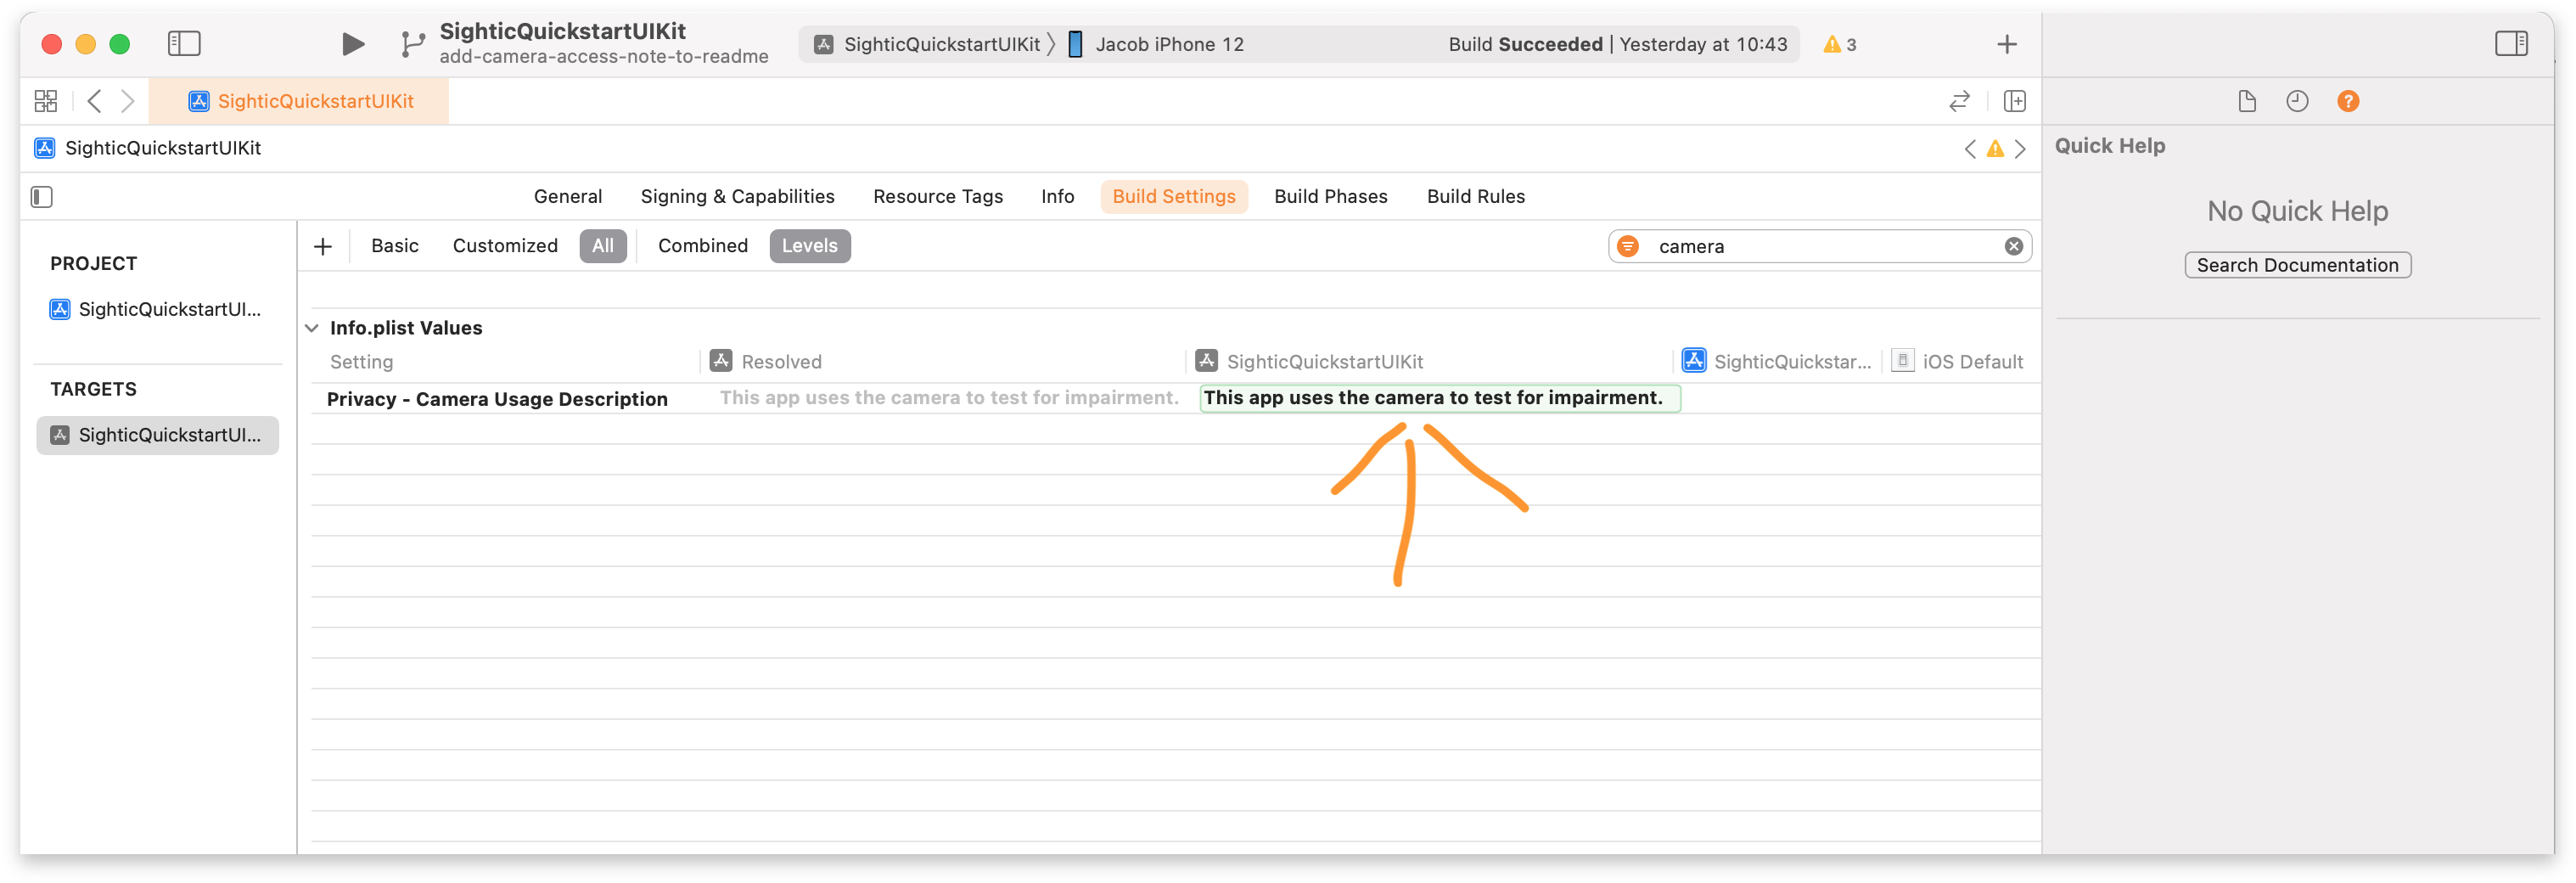 SighticQuickstartUIKit
add-camera-access-note-to-readme
SighticQuickstartUIKit 〉 Jacob iPhone 12
Build Succeeded | Yesterday at 10:43
3
SighticQuickstartUIKit
SighticQuickstartUIKit
General Signing & Capabilities Resource Tags Info Build Settings Build Phases Build Rules
PROJECT
SighticQuickstartUI...
TARGETS
SighticQuickstartUI...
Basic Customized All Combined Levels
camera
Info.plist Values
Setting Resolved SighticQuickstartUIKit SighticQuickstar... iOS Default
Privacy - Camera Usage Description This app uses the camera to test for impairment. This app uses the camera to test for impairment.
Quick Help
No Quick Help
Search Documentation